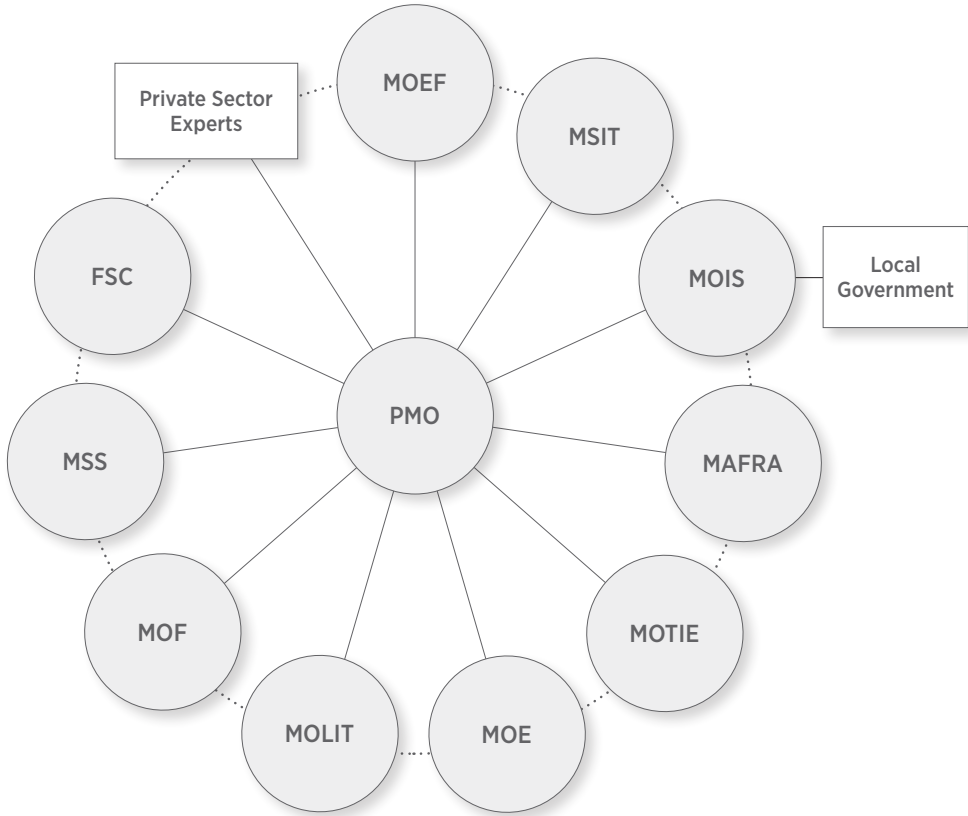 MOEF
Private Sector
Experts
MSIT
FSC
MOIS
Local
Government
PMO
MSS
MAFRA
MOF
MOTIE
MOLIT
MOE